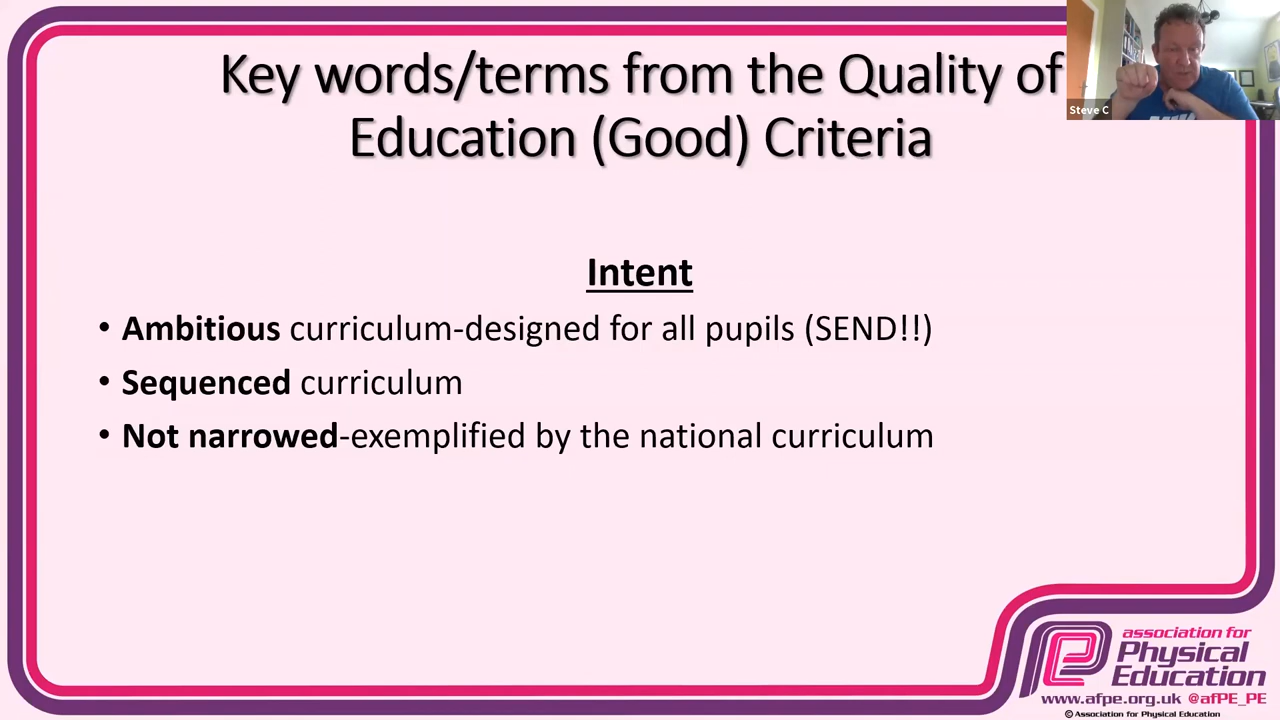 Key words/terms from the Quality of
Education (Good) Criteria
Steve C
Intent
• Ambitious curriculum-designed for all pupils (SEND!!)
• Sequenced curriculum
• Not narrowed-exemplified by the national curriculum
association for
Physical
Education
www.afpe.org.uk @afPE_PE
© Association for Physical Education